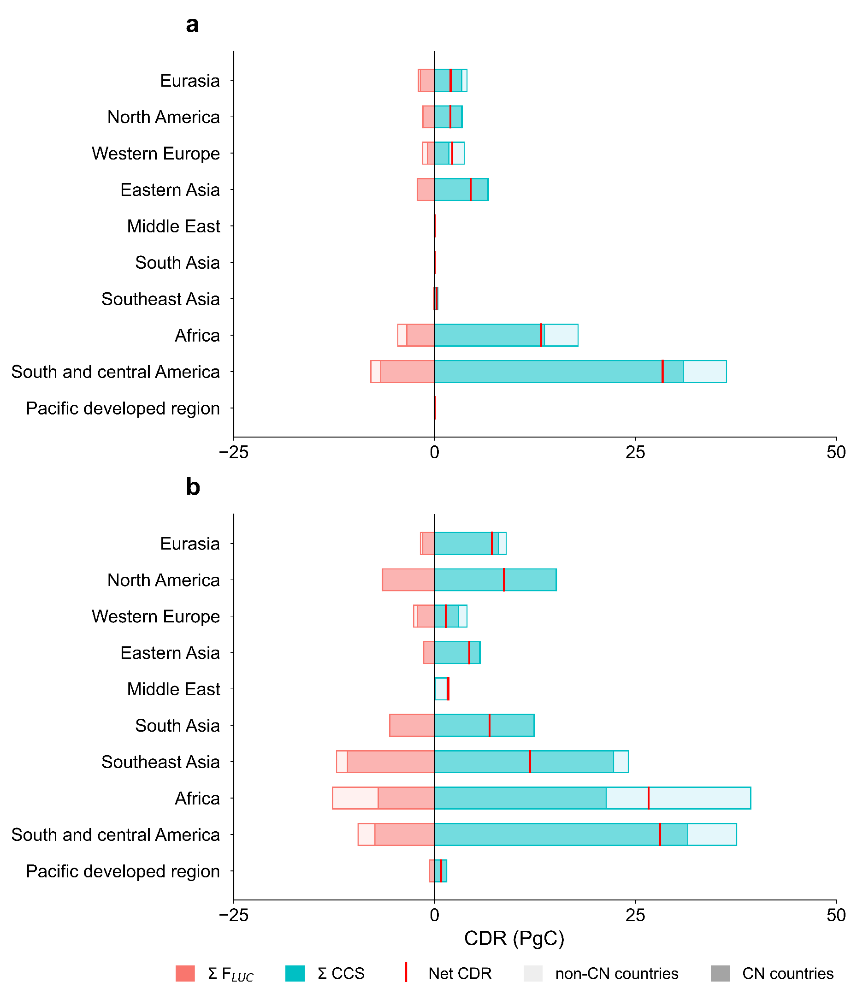 a
Eurasia
North America
Western Europe
Eastern Asia
Middle East
South Asia
Southeast Asia
Africa
South and central America
Pacific developed region
−25 0 25 50
b
Eurasia
North America
Western Europe
Eastern Asia
Middle East
South Asia
Southeast Asia
Africa
South and central America
Pacific developed region
−25 0 25 50
CDR (PgC)
Σ F_LUC Σ CCS Net CDR non-CN countries CN countries